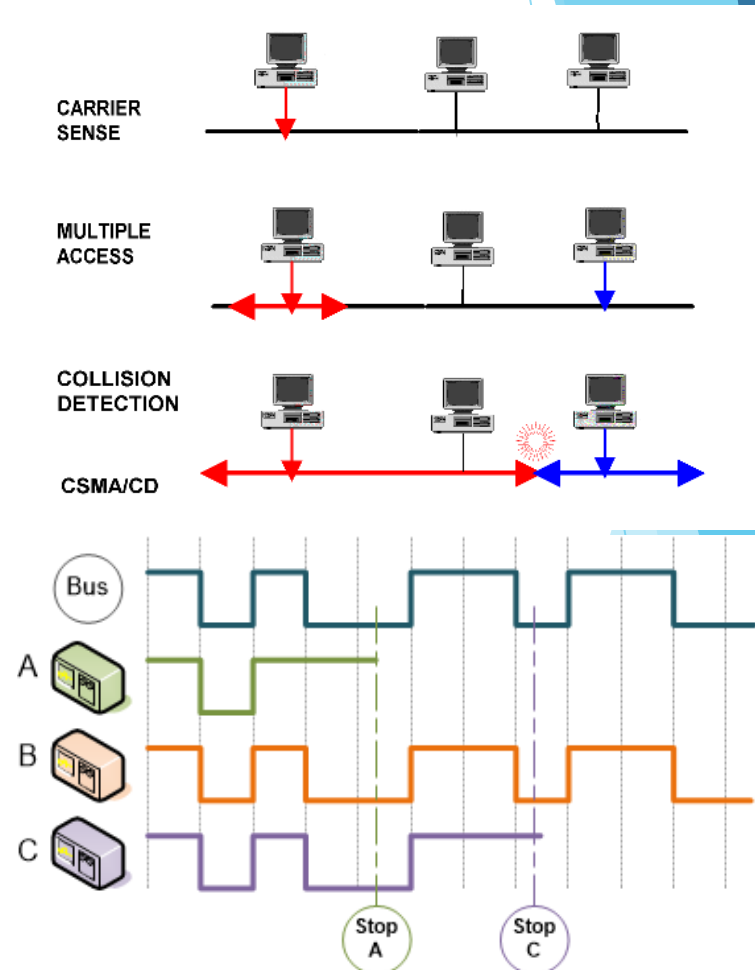 CARRIER
SENSE
MULTIPLE
ACCESS
COLLISION
DETECTION
CSMA/CD
Bus
A
B
C
Stop
A
Stop
C